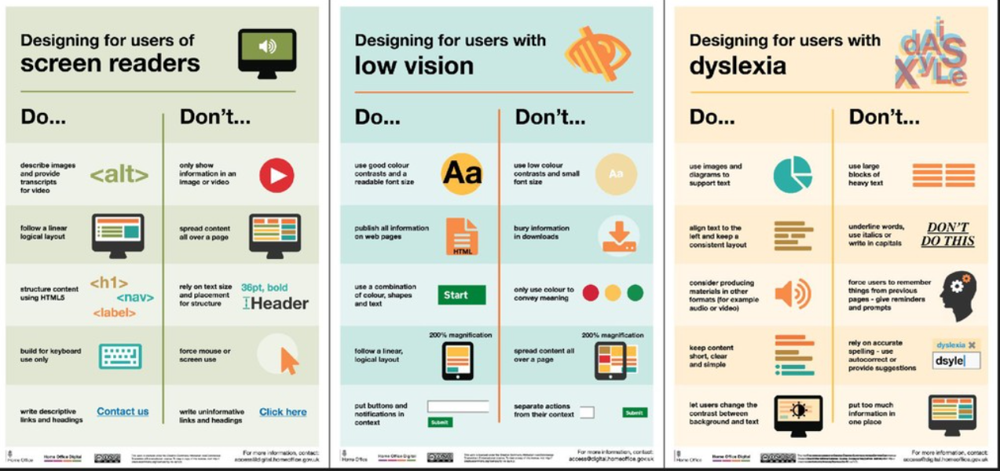 Designing for users of
screen readers
Do...
Don't...
describe images
and provide
transcripts
for video
<alt>
only show
information in an
image or video
follow a linear
logical layout
spread content
all over a page
structure content
using HTML5
<h1>
<nav>
<label>
rely on text size
and placement
for structure
36pt, bold
Header
build for keyboard
use only
force mouse or
screen use
write descriptive
links and headings
Contact us
write uninformative
links and headings
Click here
Home Office
Home Office Digital
For more information, contact:
access@digital.homeoffice.gov.uk
Designing for users with
low vision
Do...
Don't...
use good colour
contrasts and a
readable font size
Aa
use low colour
contrasts and small
font size
Aa
publish all information
on web pages
HTML
bury information
in downloads
use a combination
of colour, shapes
and text
Start
only use colour to
convey meaning
follow a linear,
logical layout
200% magnification
spread content all
over a page
200% magnification
put buttons and
notifications in
context
Submit
separate actions
from their context
Submit
Home Office
Home Office Digital
For more information, contact:
access@digital.homeoffice.gov.uk
Designing for users with
dyslexia
Do...
Don't...
use images and
diagrams to
support text
use large
blocks of
heavy text
align text to the
left and keep a
consistent layout
underline words,
use italics or
write in capitals
DON'T
DO THIS
consider producing
materials in other
formats (for example
audio or video)
force users to remember
things from previous
pages - give reminders
and prompts
keep content
short, clear
and simple
rely on accurate
spelling - use
autocorrect or
provide suggestions
dyslexia
dsyle
let users change the
contrast between
background and text
put too much
information in
one place
Home Office
Home Office Digital
For more information, contact:
access@digital.homeoffice.gov.uk